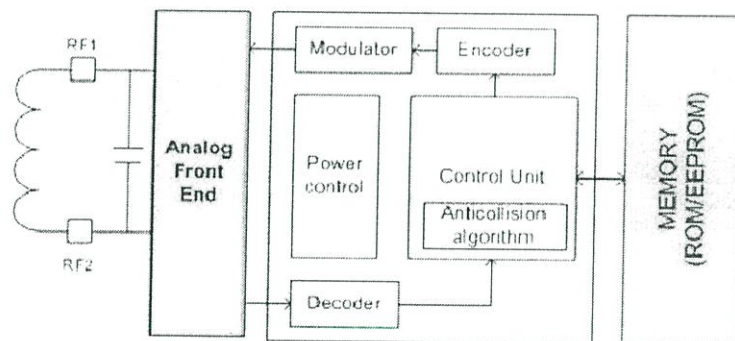 RF1
Modulator
Encoder
Analog
Front
End
Power
control
Control Unit
Anticollision
algorithm
MEMORY
(ROM/EEPROM)
RF2
Decoder